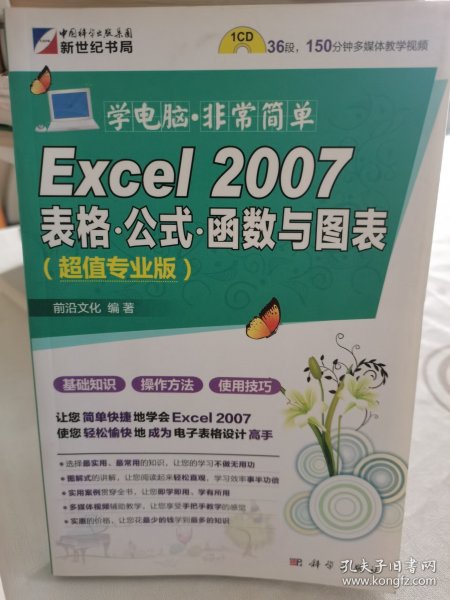 中国科学出版集团
新世纪书局
1CD
36段，150分钟多媒体教学视频
学电脑·非常简单
Excel 2007
表格·公式·函数与图表
（超值专业版）
前沿文化 编著
基础知识 操作方法 使用技巧
让您简单快捷地学会Excel 2007
使您轻松愉快地成为电子表格设计高手
选择最实用、最常用的知识，让您的学习不做无用功
图解式的讲解，让您阅读起来轻松直观，学习效率事半功倍
实用案例贯穿全书，让您即学即用、学有所用
多媒体视频辅助教学，让您享受手把手教学的感觉
实惠的价格，让您花最少的钱学到最多的知识
科学
孔夫子旧书网
www.kongfz.com